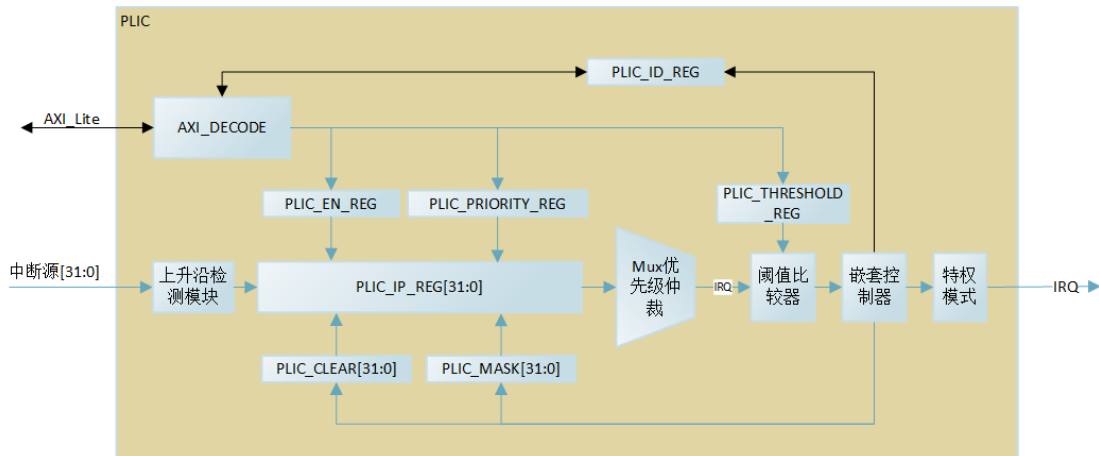 PLIC
PLIC_ID_REG
AXI_Lite
AXI_DECODE
PLIC_EN_REG
PLIC_PRIORITY_REG
PLIC_THRESHOLD
_REG
中断源[31:0]
上升沿检
测模块
PLIC_IP_REG[31:0]
Mux优
先级仲
裁
IRQ
阈值比
较器
嵌套控
制器
特权
模式
IRQ
PLIC_CLEAR[31:0]
PLIC_MASK[31:0]